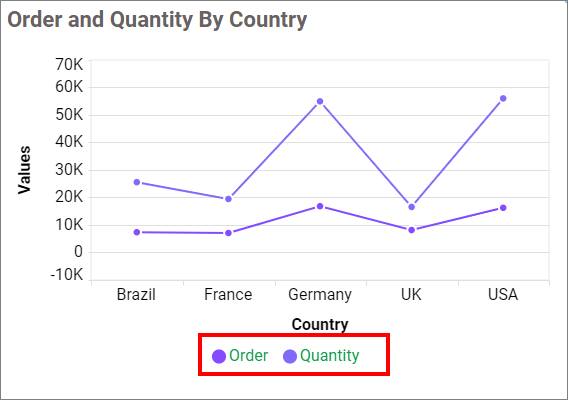 Order and Quantity By Country
70K
60K
50K
40K
30K
20K
10K
0
-10K
Values
Brazil France Germany UK USA
Country
Order Quantity